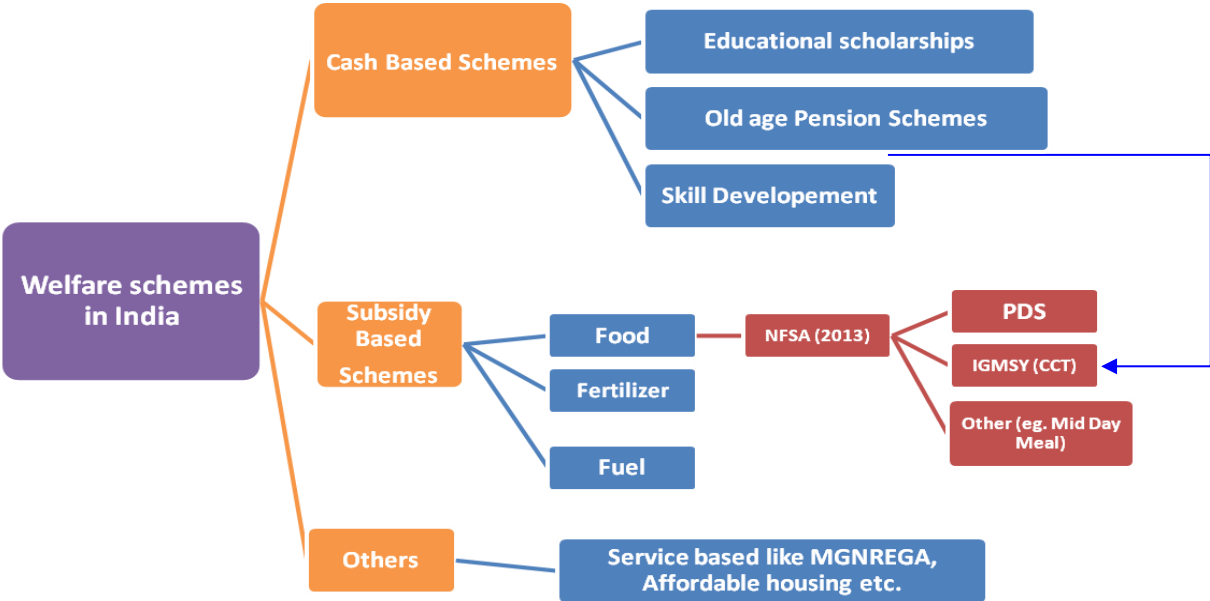 Cash Based Schemes
Educational scholarships
Old age Pension Schemes
Skill Developement
Welfare schemes
in India
Subsidy
Based
Schemes
Food
NFSA (2013)
PDS
IGMSY (CCT)
Other (eg. Mid Day
Meal)
Fertilizer
Fuel
Others
Service based like MGNREGA,
Affordable housing etc.